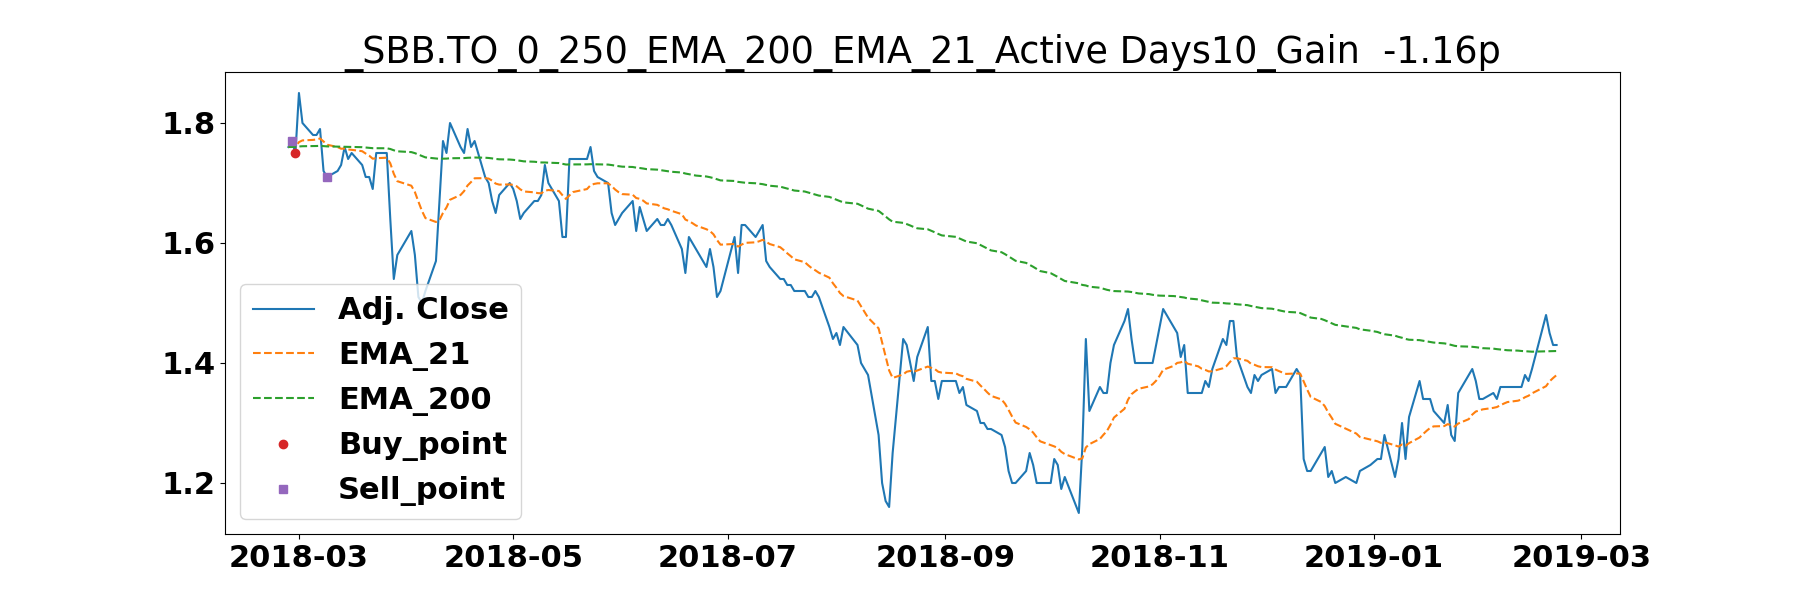 _SBB.TO_0_250_EMA_200_EMA_21_Active Days10_Gain  -1.16p
1.8
1.6
1.4
1.2
Adj. Close
EMA_21
EMA_200
Buy_point
Sell_point
2018-03 2018-05 2018-07 2018-09 2018-11 2019-01 2019-03